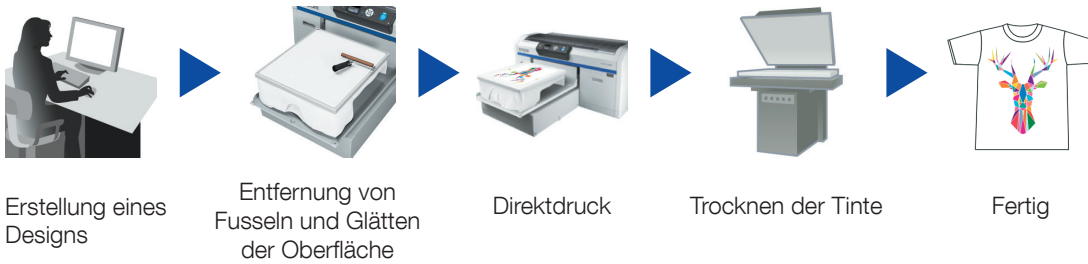 Erstellung eines
Designs
Entfernung von
Fusseln und Glätten
der Oberfläche
Direktdruck
Trocknen der Tinte
Fertig